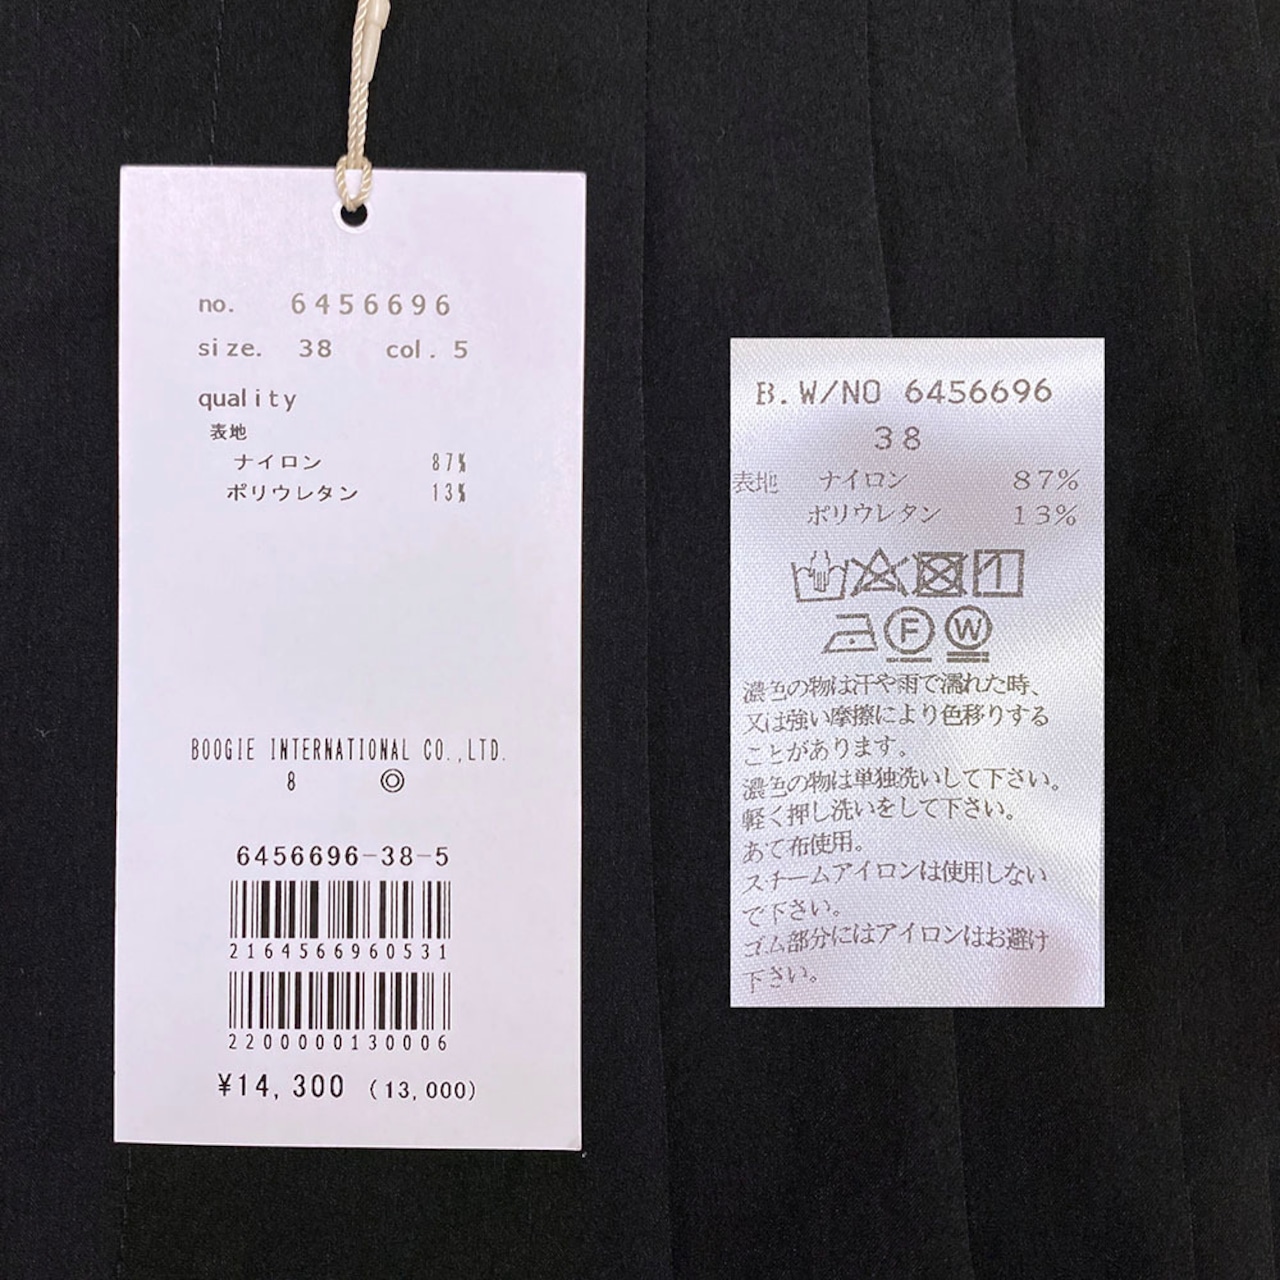 no. 6456696
size. 38 col. 5
quality
表地
ナイロン 87%
ポリウレタン 13%
BOOGIE INTERNATIONAL CO.,LTD.
8 ◎
6456696-38-5
2164566960531
2200000130006
¥14,300 (13,000)
B.W/NO 6456696
38
表地 ナイロン 87%
ポリウレタン 13%
F W
濃色の物は汗や雨で濡れた時、
又は強い摩擦により色移りする
ことがあります。
濃色の物は単独洗いして下さい。
軽く押し洗いをして下さい。
あて布使用。
スチームアイロンは使用しない
で下さい。
ゴム部分にはアイロンはお避け
下さい。